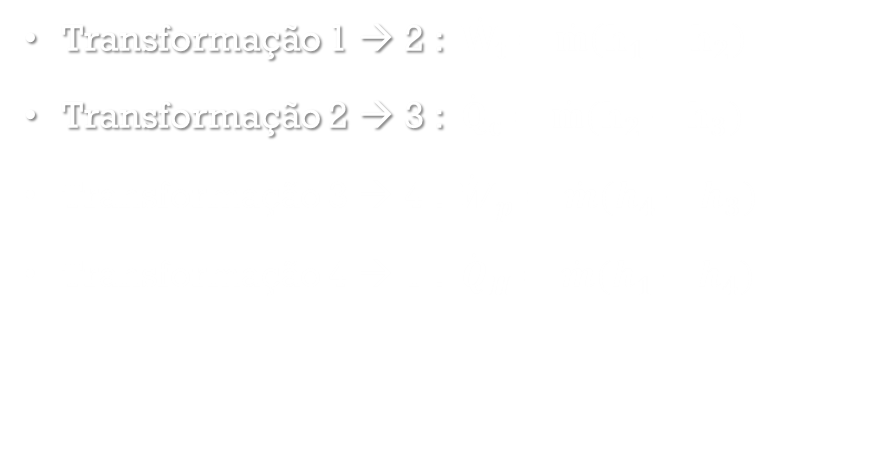 • Transformação 1 → 2 :
• Transformação 2 → 3 :